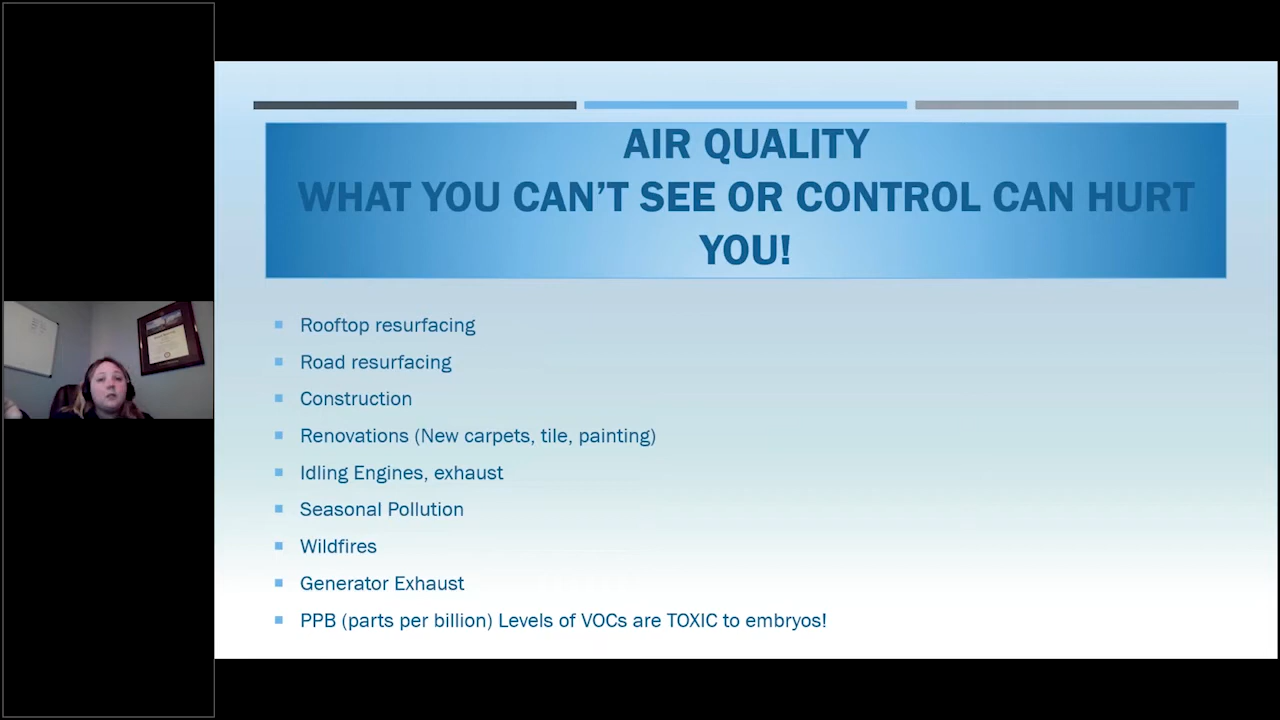 AIR QUALITY
WHAT YOU CAN’T SEE OR CONTROL CAN HURT
YOU!
Rooftop resurfacing
Road resurfacing
Construction
Renovations (New carpets, tile, painting)
Idling Engines, exhaust
Seasonal Pollution
Wildfires
Generator Exhaust
PPB (parts per billion) Levels of VOCs are TOXIC to embryos!